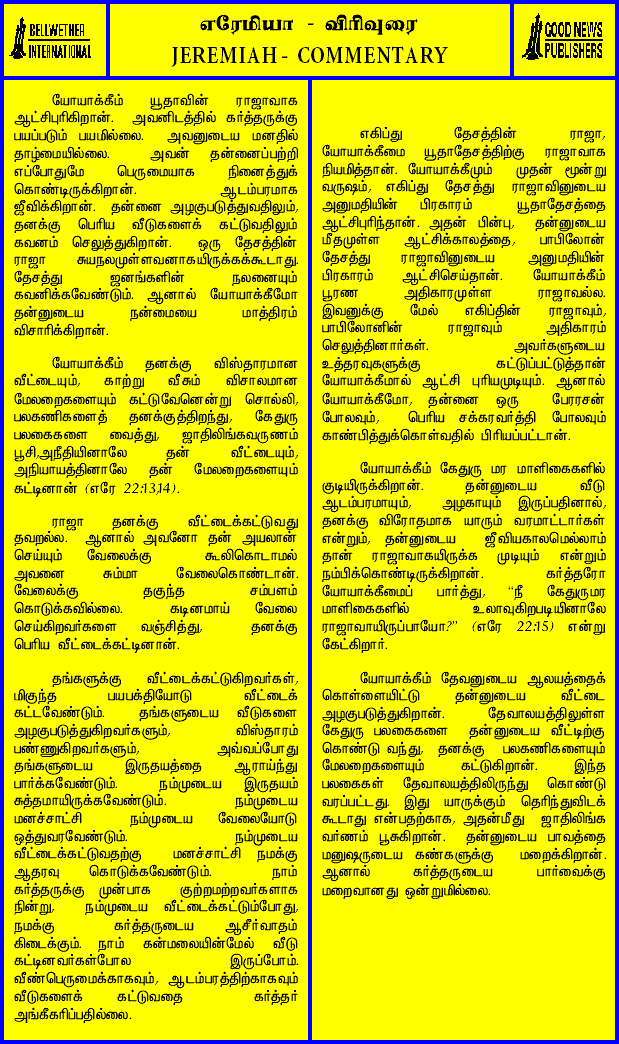 BELLWETHER
INTERNATIONAL
எரேமியா - விரிவுரை
JEREMIAH - COMMENTARY
GOOD NEWS
PUBLISHERS
யோயாக்கீம் யூதாவின் ராஜாவாக
ஆட்சிபுரிகிறான். அவனிடத்தில் கர்த்தருக்கு
பயப்படும் பயமில்லை. அவனுடைய மனதில்
தாழ்மையில்லை. அவன் தன்னைப்பற்றி
எப்போதுமே பெருமையாக நினைத்துக்
கொண்டிருக்கிறான். ஆடம்பரமாக
ஜீவிக்கிறான். தன்னை அழகுபடுத்துவதிலும்,
தனக்கு பெரிய வீடுகளைக் கட்டுவதிலும்
கவனம் செலுத்துகிறான். ஒரு தேசத்தின்
ராஜா சுயநலமுள்ளவனாகயிருக்கக்கூடாது.
தேசத்து ஜனங்களின் நலனையும்
கவனிக்கவேண்டும். ஆனால் யோயாக்கீமோ
தன்னுடைய நன்மையை மாத்திரம்
விசாரிக்கிறான்.
யோயாக்கீம் தனக்கு விஸ்தாரமான
வீட்டையும், காற்று வீசும் விசாலமான
மேலறைகளையும் கட்டுவேனென்று சொல்லி,
பலகணிகளைத் தனக்குத்திறந்து, கேதுரு
பலகைகளை வைத்து, ஜாதிலிங்கவருணம்
பூசி,அநீதியினாலே தன் வீட்டையும்,
அநியாயத்தினாலே தன் மேலறைகளையும்
கட்டினான் (எரே 22:13,14).
ராஜா தனக்கு வீட்டைக்கட்டுவது
தவறல்ல. ஆனால் அவனோ தன் அயலான்
செய்யும் வேலைக்கு கூலிகொடாமல்
அவனை சும்மா வேலைகொண்டான்.
வேலைக்கு தகுந்த சம்பளம்
கொடுக்கவில்லை. கடினமாய் வேலை
செய்கிறவர்களை வஞ்சித்து, தனக்கு
பெரிய வீட்டைக்கட்டினான்.
தங்களுக்கு வீட்டைக்கட்டுகிறவர்கள்,
மிகுந்த பயபக்தியோடு வீட்டைக்
கட்டவேண்டும். தங்களுடைய வீடுகளை
அழகுபடுத்துகிறவர்களும், விஸ்தாரம்
பண்ணுகிறவர்களும், அவ்வப்போது
தங்களுடைய இருதயத்தை ஆராய்ந்து
பார்க்கவேண்டும். நம்முடைய இருதயம்
சுத்தமாயிருக்கவேண்டும். நம்முடைய
மனச்சாட்சி நம்முடைய வேலையோடு
ஒத்துவரவேண்டும். நம்முடைய
வீட்டைக்கட்டுவதற்கு மனச்சாட்சி நமக்கு
ஆதரவு கொடுக்கவேண்டும். நாம்
கர்த்தருக்கு முன்பாக குற்றமற்றவர்களாக
நின்று, நம்முடைய வீட்டைக்கட்டும்போது,
நமக்கு கர்த்தருடைய ஆசீர்வாதம்
கிடைக்கும். நாம் கன்மலையின்மேல் வீடு
கட்டினவர்கள்போல இருப்போம்.
வீண்பெருமைக்காகவும், ஆடம்பரத்திற்காகவும்
வீடுகளைக் கட்டுவதை கர்த்தர்
அங்கீகரிப்பதில்லை.
எகிப்து தேசத்தின் ராஜா,
யோயாக்கீமை யூதாதேசத்திற்கு ராஜாவாக
நியமித்தான். யோயாக்கீமும் முதன் மூன்று
வருஷம், எகிப்து தேசத்து ராஜாவினுடைய
அனுமதியின் பிரகாரம் யூதாதேசத்தை
ஆட்சிபுரிந்தான். அதன் பின்பு, தன்னுடைய
மீதமுள்ள ஆட்சிக்காலத்தை, பாபிலோன்
தேசத்து ராஜாவினுடைய அனுமதியின்
பிரகாரம் ஆட்சிசெய்தான். யோயாக்கீம்
பூரண அதிகாரமுள்ள ராஜாவல்ல.
இவனுக்கு மேல் எகிப்தின் ராஜாவும்,
பாபிலோனின் ராஜாவும் அதிகாரம்
செலுத்தினார்கள். அவர்களுடைய
உத்தரவுகளுக்கு கட்டுப்பட்டுத்தான்
யோயாக்கீமால் ஆட்சி புரியமுடியும். ஆனால்
யோயாக்கீமோ, தன்னை ஒரு பேரரசன்
போலவும், பெரிய சக்கரவர்த்தி போலவும்
காண்பித்துக்கொள்வதில் பிரியப்பட்டான்.
யோயாக்கீம் கேதுரு மர மாளிகைகளில்
குடியிருக்கிறான். தன்னுடைய வீடு
ஆடம்பரமாயும், அழகாயும் இருப்பதினால்,
தனக்கு விரோதமாக யாரும் வரமாட்டார்கள்
என்றும், தன்னுடைய ஜீவியகாலமெல்லாம்
தான் ராஜாவாகயிருக்க முடியும் என்றும்
நம்பிக்கொண்டிருக்கிறான். கர்த்தரோ
யோயாக்கீமைப் பார்த்து, “நீ கேதுருமர
மாளிகைகளில் உலாவுகிறபடியினாலே
ராஜாவாயிருப்பாயோ?” (எரே 22:15) என்று
கேட்கிறார்.
யோயாக்கீம் தேவனுடைய ஆலயத்தைக்
கொள்ளையிட்டு தன்னுடைய வீட்டை
அழகுபடுத்துகிறான். தேவாலயத்திலுள்ள
கேதுரு பலகைகளை தன்னுடைய வீட்டிற்கு
கொண்டு வந்து, தனக்கு பலகணிகளையும்
மேலறைகளையும் கட்டுகிறான். இந்த
பலகைகள் தேவாலயத்திலிருந்து கொண்டு
வரப்பட்டது. இது யாருக்கும் தெரிந்துவிடக்
கூடாது என்பதற்காக, அதன்மீது ஜாதிலிங்க
வர்ணம் பூசுகிறான். தன்னுடைய பாவத்தை
மனுஷருடைய கண்களுக்கு மறைக்கிறான்.
ஆனால் கர்த்தருடைய பார்வைக்கு
மறைவானது ஒன்றுமில்லை.